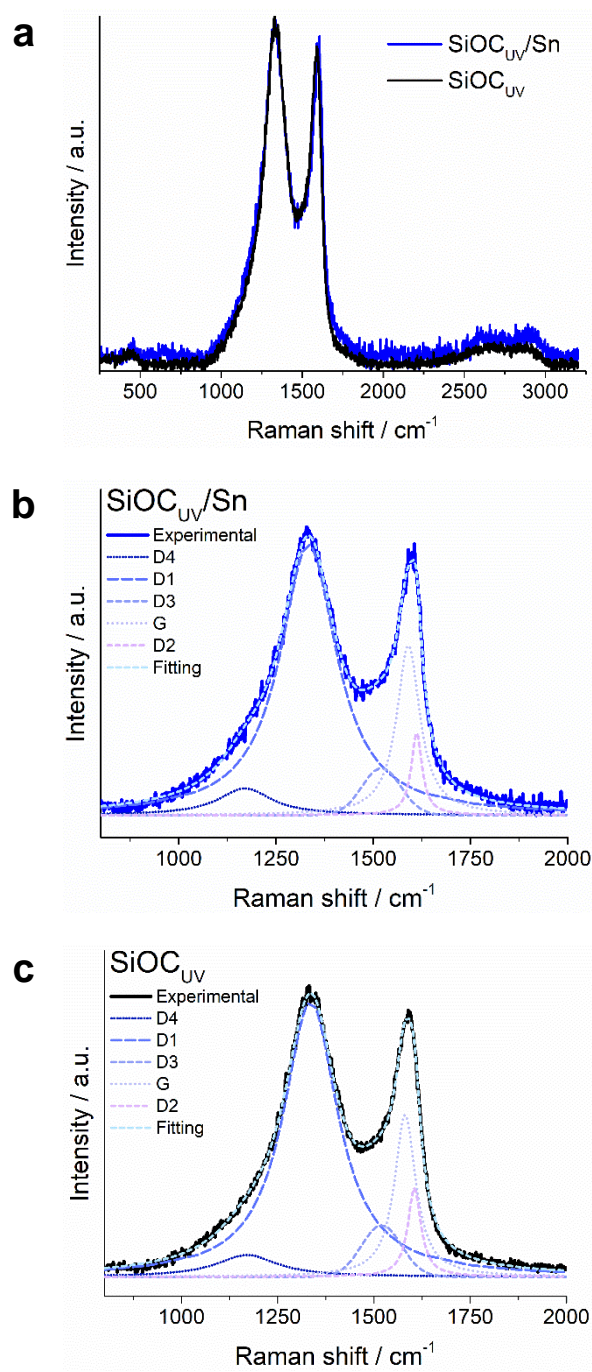 a
SiOC_UV/Sn
SiOC_UV
Intensity / a.u.
500 1000 1500 2000 2500 3000
Raman shift / cm⁻¹
b
SiOC_UV/Sn
Experimental
D4
D1
D3
G
D2
Fitting
Intensity / a.u.
1000 1250 1500 1750 2000
Raman shift / cm⁻¹
c
SiOC_UV
Experimental
D4
D1
D3
G
D2
Fitting
Intensity / a.u.
1000 1250 1500 1750 2000
Raman shift / cm⁻¹